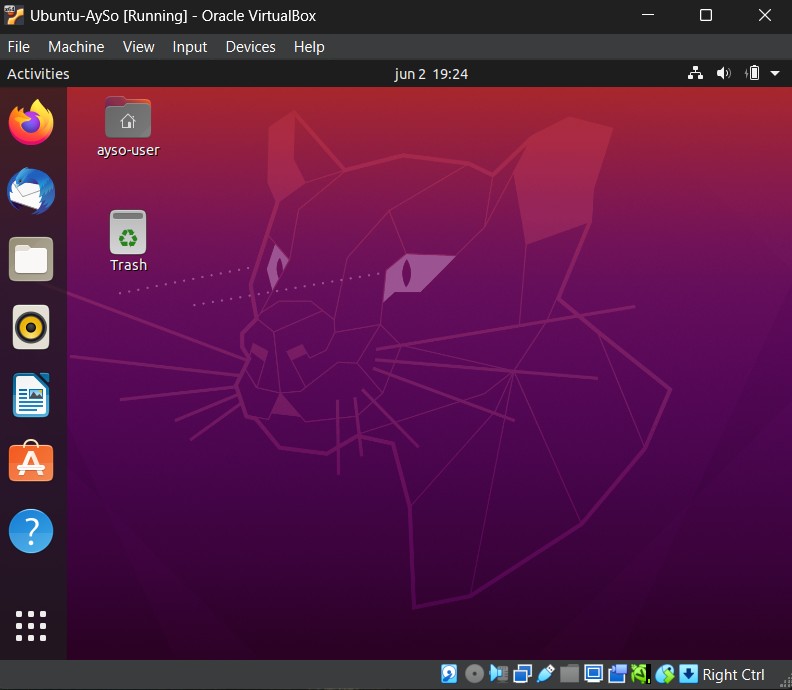 Ubuntu-AySo [Running] - Oracle VirtualBox
File Machine View Input Devices Help
Activities jun 2 19:24
ayso-user
Trash
?
Right Ctrl